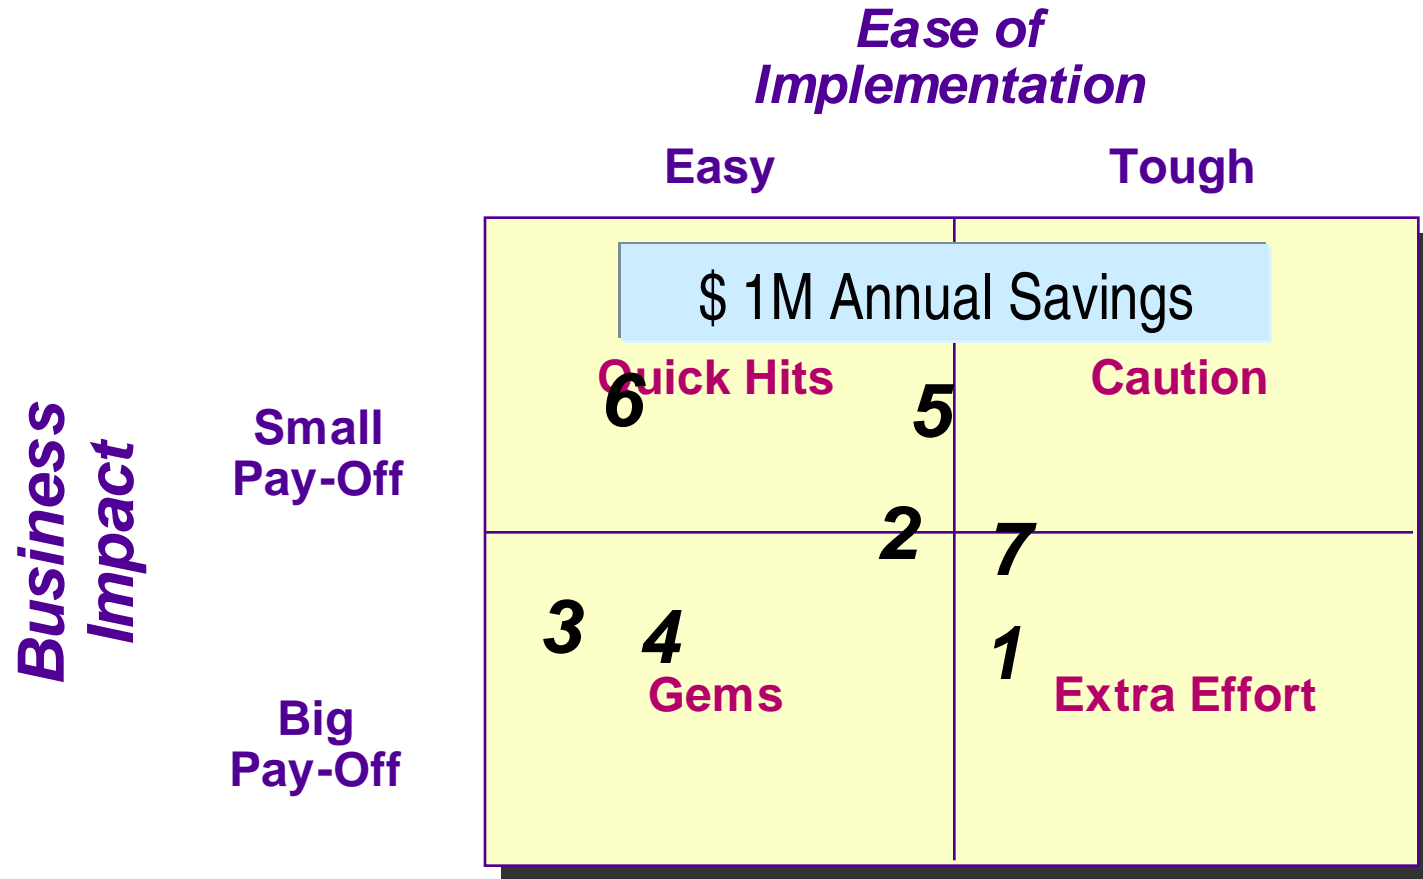 Ease of
Implementation
Easy
Tough
$ 1M Annual Savings
Quick Hits
Caution
6
5
Small
Pay-Off
Business
Impact
2
7
3
4
1
Gems
Extra Effort
Big
Pay-Off